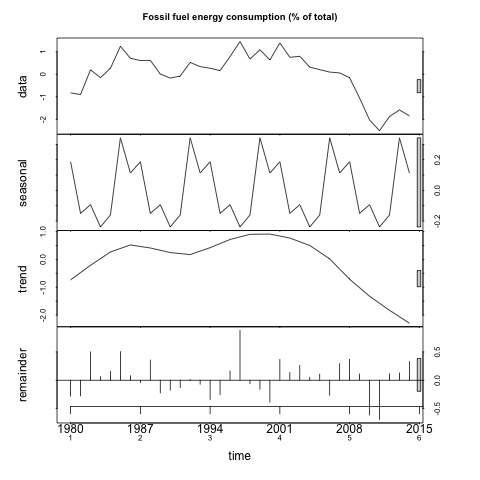 Fossil fuel energy consumption (% of total)
data
1
0
-1
-2
seasonal
0.2
0.0
-0.2
trend
1.0
0.0
-1.0
-2.0
remainder
0.5
0.0
-0.5
1980 1987 1994 2001 2008 2015
1 2 3 4 5 6
time